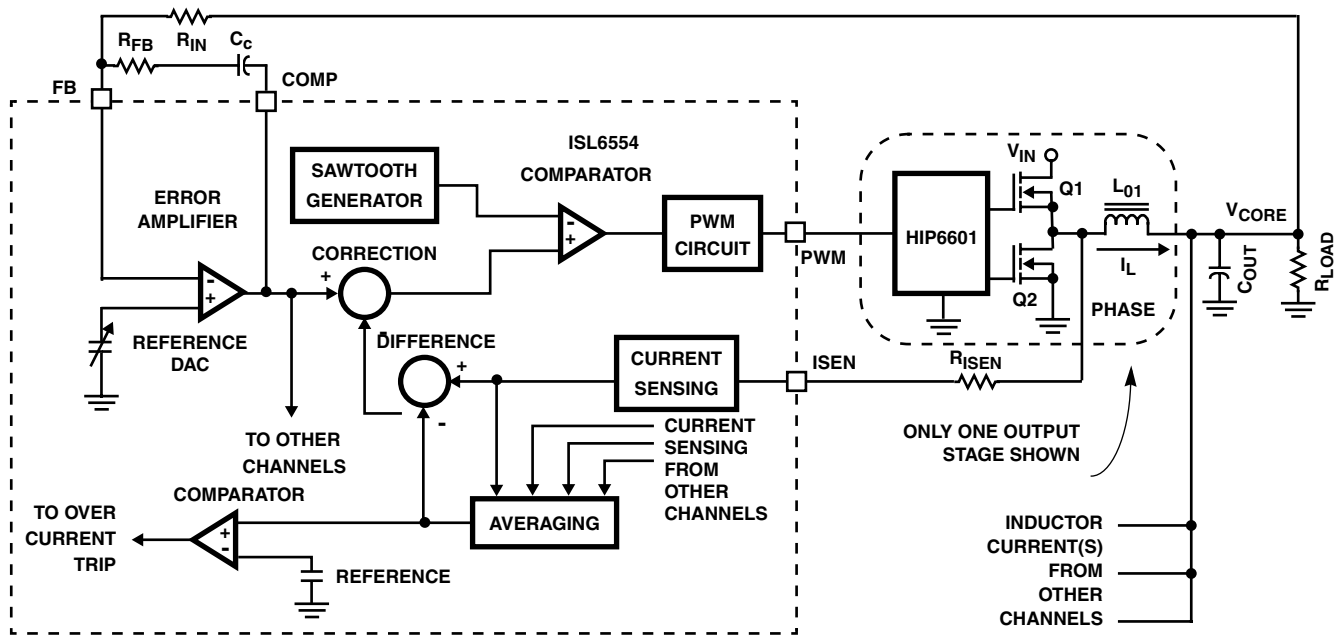 RIN
RFB
Cc
FB
COMP
ISL6554
SAWTOOTH
GENERATOR
COMPARATOR
ERROR
AMPLIFIER
-
+
REFERENCE
DAC
CORRECTION
+
-
-
+
PWM
CIRCUIT
PWM
VIN
HIP6601
Q1
Q2
L01
IL
PHASE
VCORE
COUT
RLOAD
DIFFERENCE
+
-
CURRENT
SENSING
ISEN
RISEN
TO OTHER
CHANNELS
CURRENT
SENSING
FROM
OTHER
CHANNELS
ONLY ONE OUTPUT
STAGE SHOWN
COMPARATOR
TO OVER
CURRENT
TRIP
+
-
AVERAGING
REFERENCE
INDUCTOR
CURRENT(S)
FROM
OTHER
CHANNELS